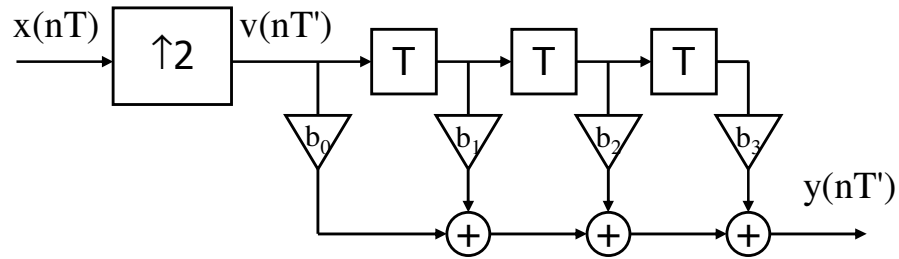 x(nT) ↑2 v(nT') T T T
b₀ b₁ b₂ b₃
y(nT')
+ + +